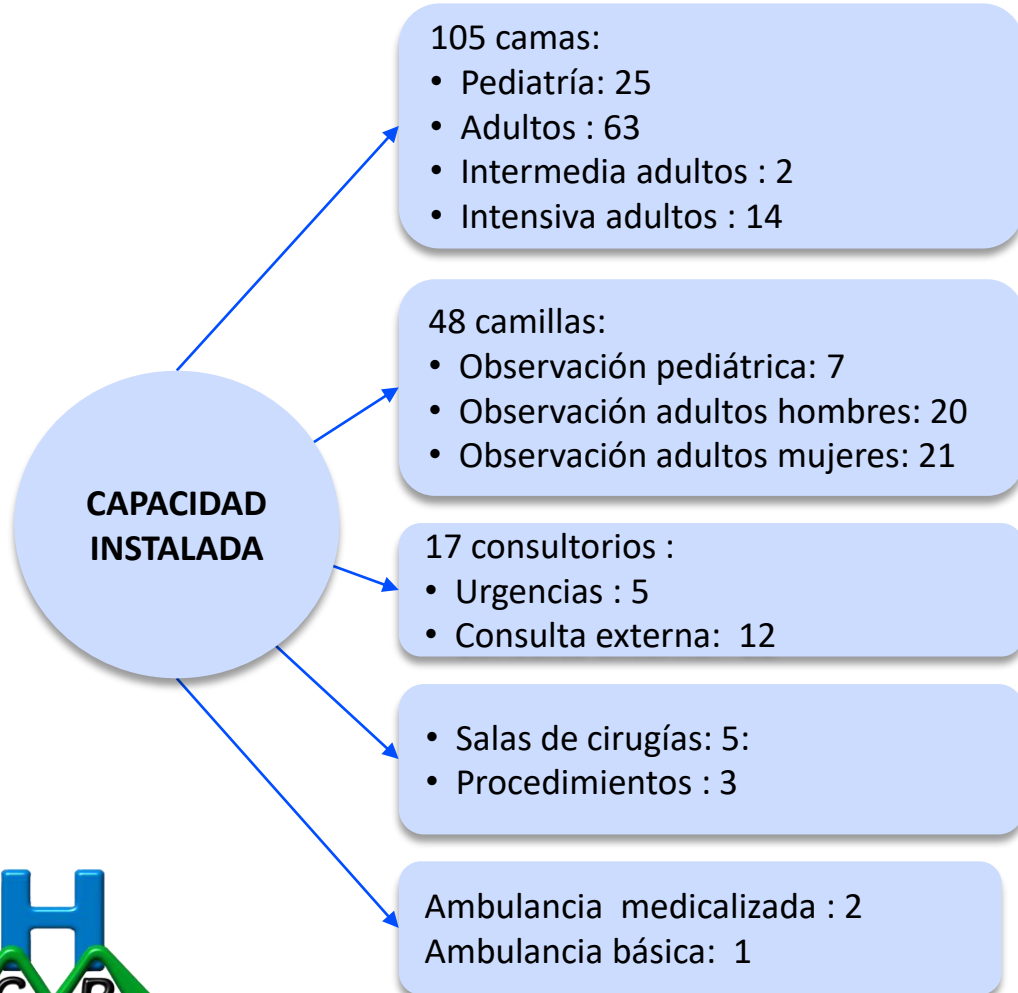 105 camas:
• Pediatría: 25
• Adultos : 63
• Intermedia adultos : 2
• Intensiva adultos : 14
48 camillas:
• Observación pediátrica: 7
• Observación adultos hombres: 20
• Observación adultos mujeres: 21
CAPACIDAD
INSTALADA
17 consultorios :
• Urgencias : 5
• Consulta externa: 12
• Salas de cirugías: 5:
• Procedimientos : 3
Ambulancia medicalizada : 2
Ambulancia básica: 1
H